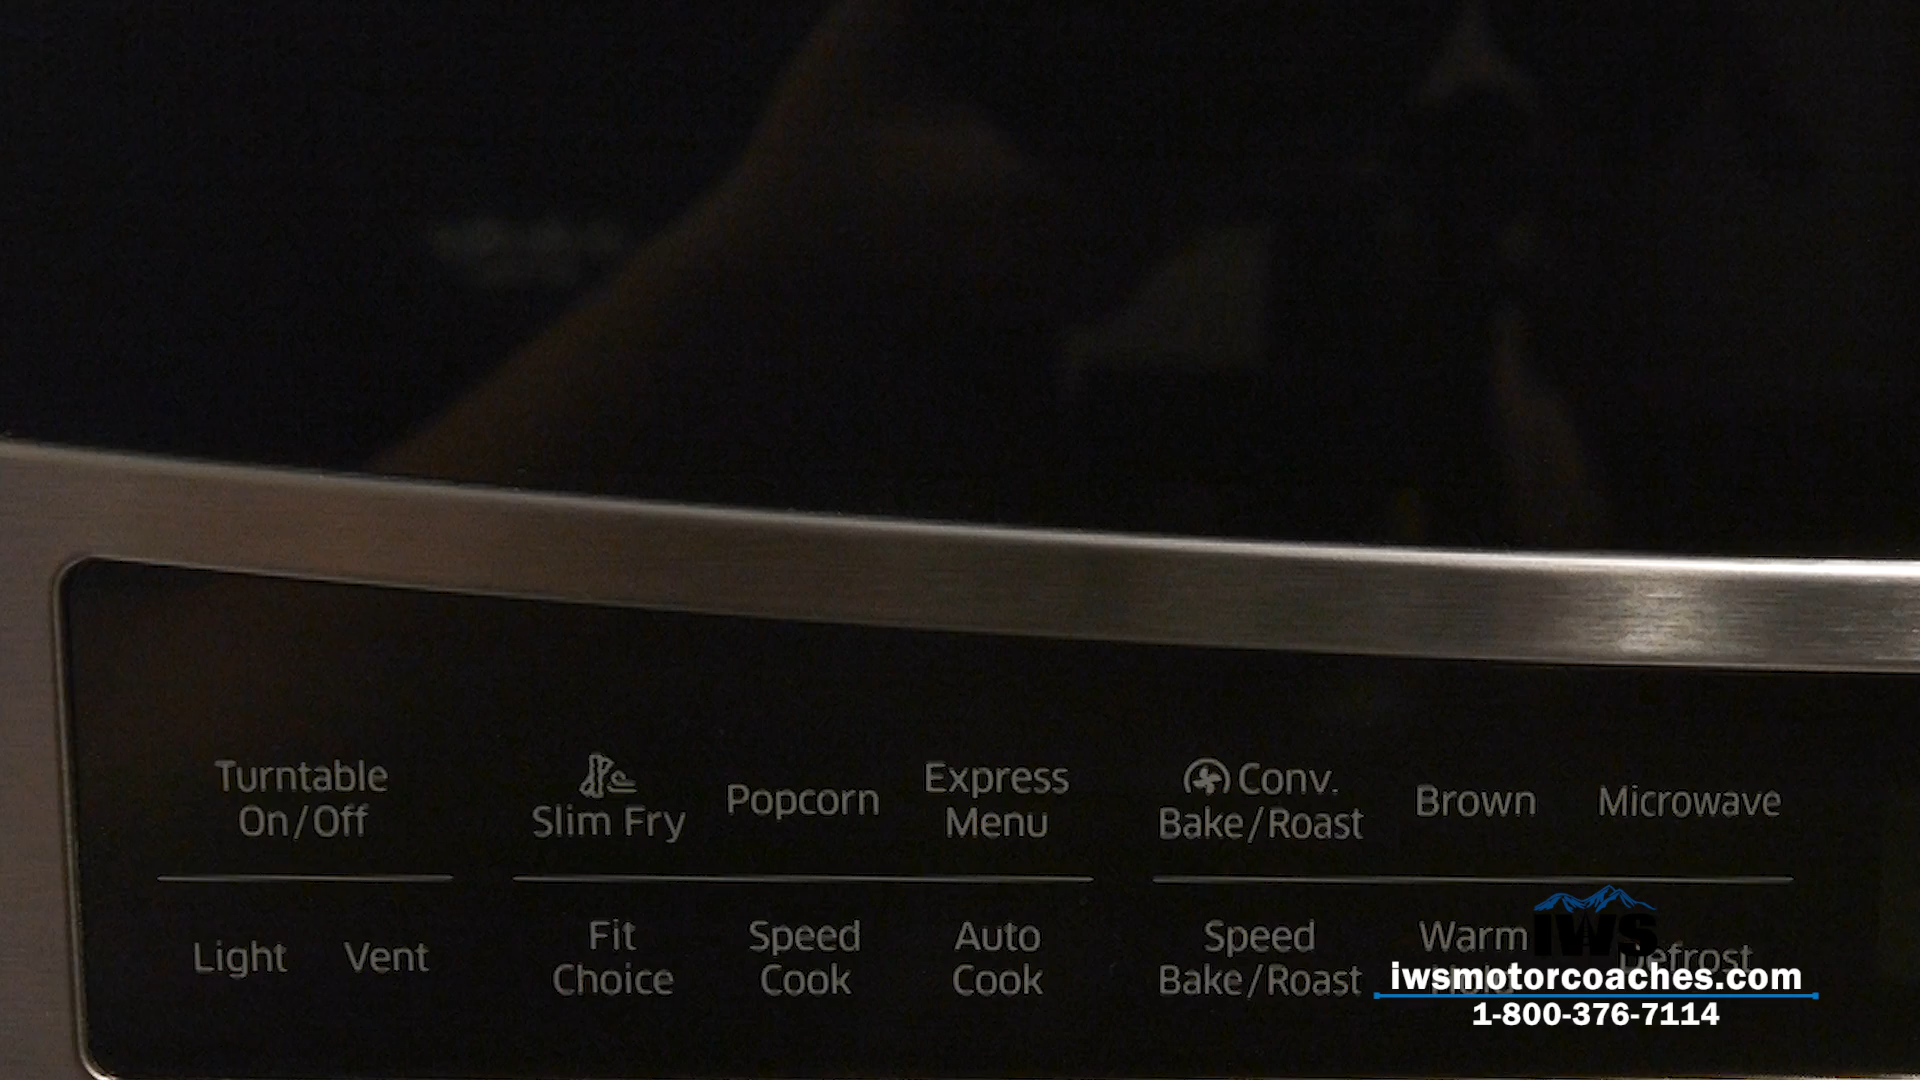 Turntable
On/Off
Slim Fry
Popcorn
Express
Menu
Conv.
Bake/Roast
Brown
Microwave
Light
Vent
Fit
Choice
Speed
Cook
Auto
Cook
Speed
Bake/Roast
Warm
Defrost
IWS
iwsmotorcoaches.com
1-800-376-7114